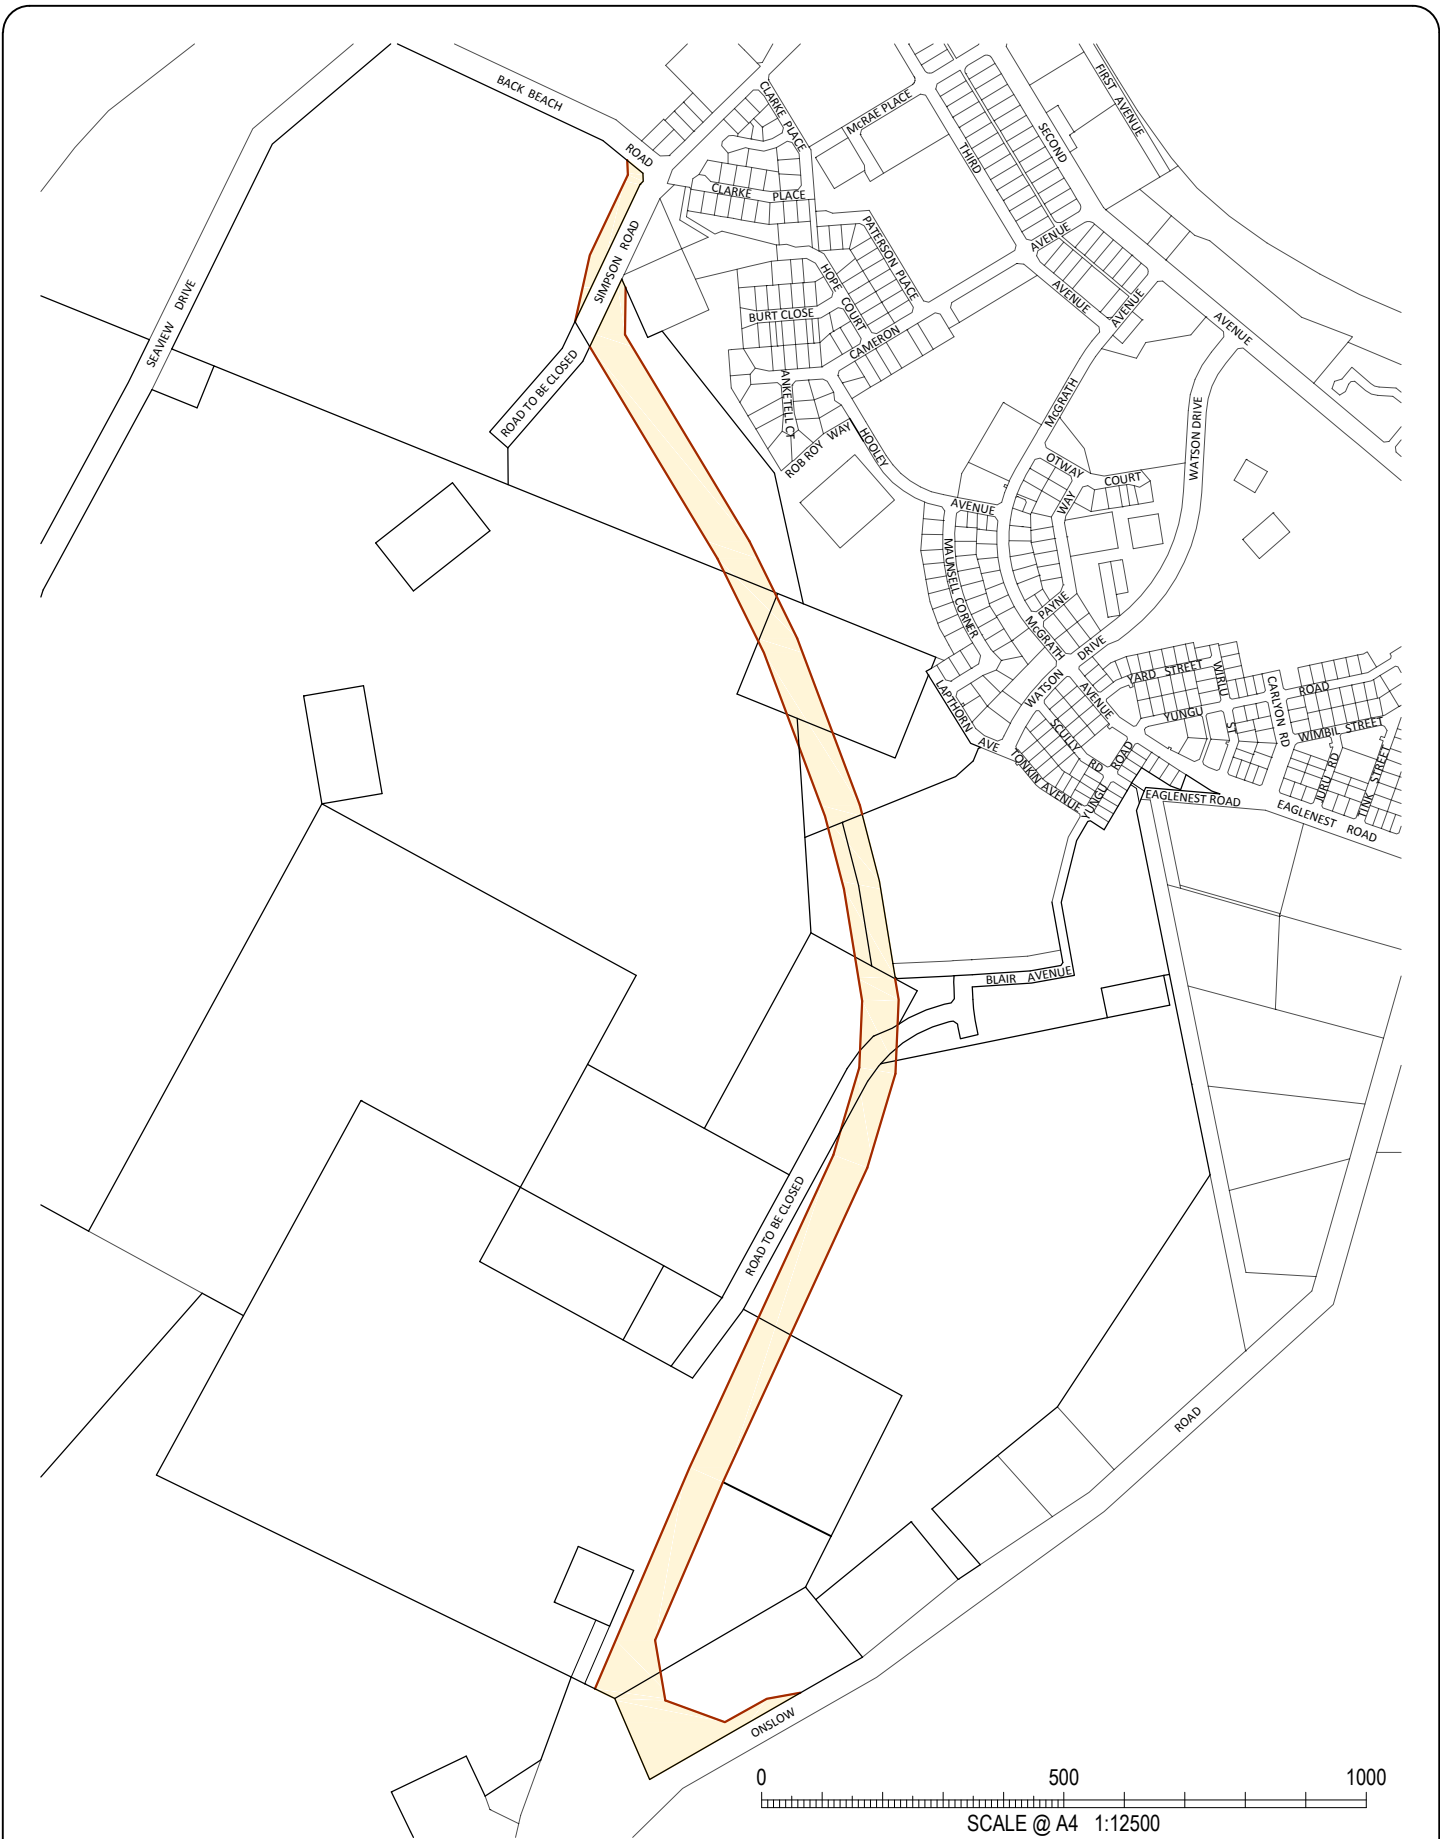 BACK BEACH
ROAD
CLARKE PLACE
McRAE PLACE
FIRST AVENUE
SECOND
THIRD
AVENUE
CLARKE PLACE
SIMPSON ROAD
PATERSON PLACE
HOPE COURT
AVENUE
AVENUE
AVENUE
SEAVIEW DRIVE
BURT CLOSE
CAMERON
ROAD TO BE CLOSED
ANKETELL CT
McGRATH
WATSON DRIVE
ROB ROY WAY
HOOLEY
OTWAY
COURT
WAY
AVENUE
MAUNSELL CORNER
PAYNE
McGRATH
DRIVE
WATSON
AVENUE
YARD STREET
WIRLU
CARLYON RD
ROAD
LAPTHORN
AVE
SCULLY
RD
YUNGU
ST
WIMBIL STREET
TONKIN AVENUE
YUNGU
ROAD
JURU RD
TINK STREET
EAGLENEST ROAD
EAGLENEST ROAD
BLAIR AVENUE
ROAD TO BE CLOSED
ROAD
ONSLOW
0 500 1000
SCALE @ A4 1:12500